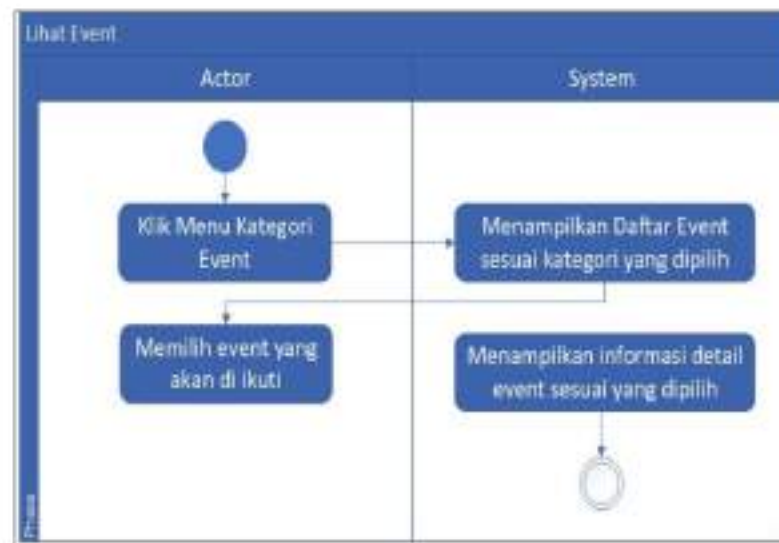 Lihat Event
Actor
System
Klik Menu Kategori
Event
Menampilkan Daftar Event
sesuai kategori yang dipilih
Memilih event yang
akan di ikuti
Menampilkan informasi detail
event sesuai yang dipilih
Phase